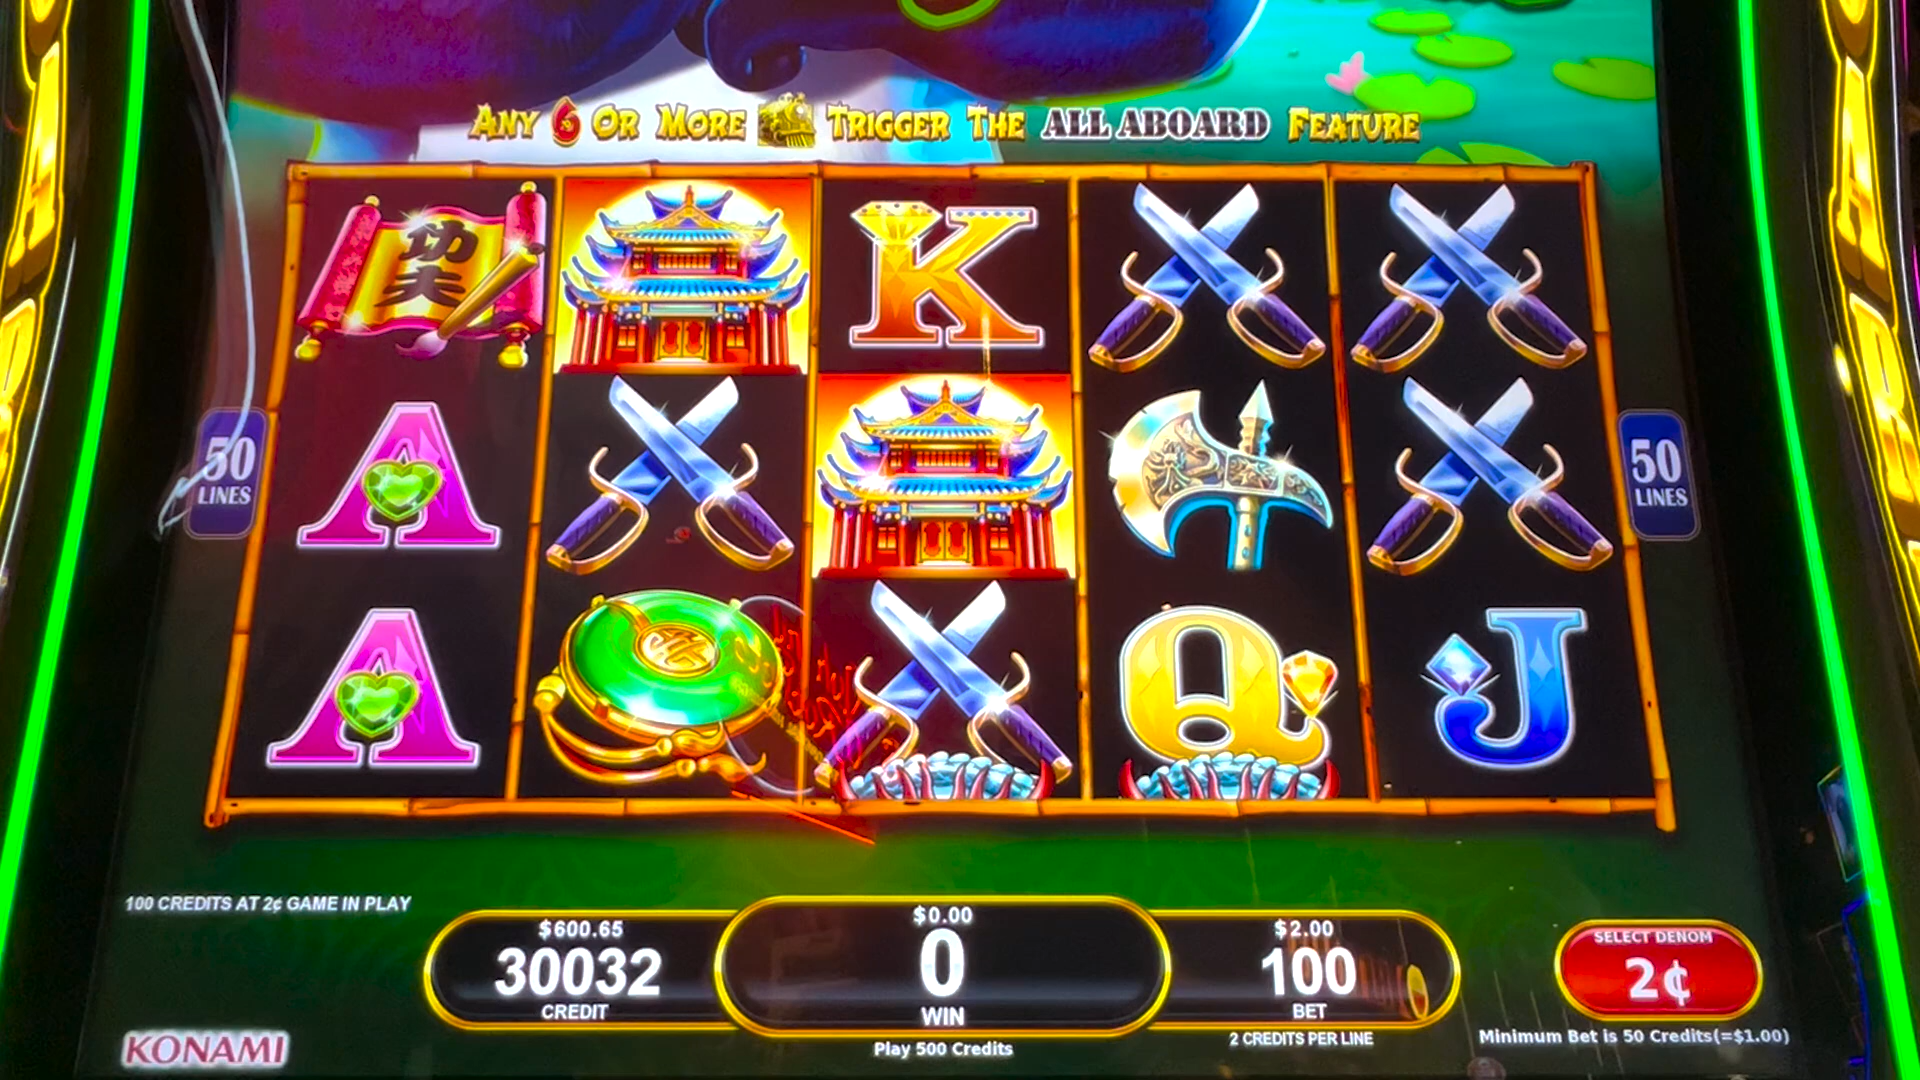 ANY 6 OR MORE TRIGGER THE ALL ABOARD FEATURE
功夫
K
50 LINES
A
50 LINES
A
Q
J
100 CREDITS AT 2¢ GAME IN PLAY
$600.65
30032
CREDIT
$0.00
0
WIN
$2.00
100
BET
SELECT DENOM
2¢
KONAMI
Play 500 Credits
2 CREDITS PER LINE
Minimum Bet is 50 Credits(=$1.00)